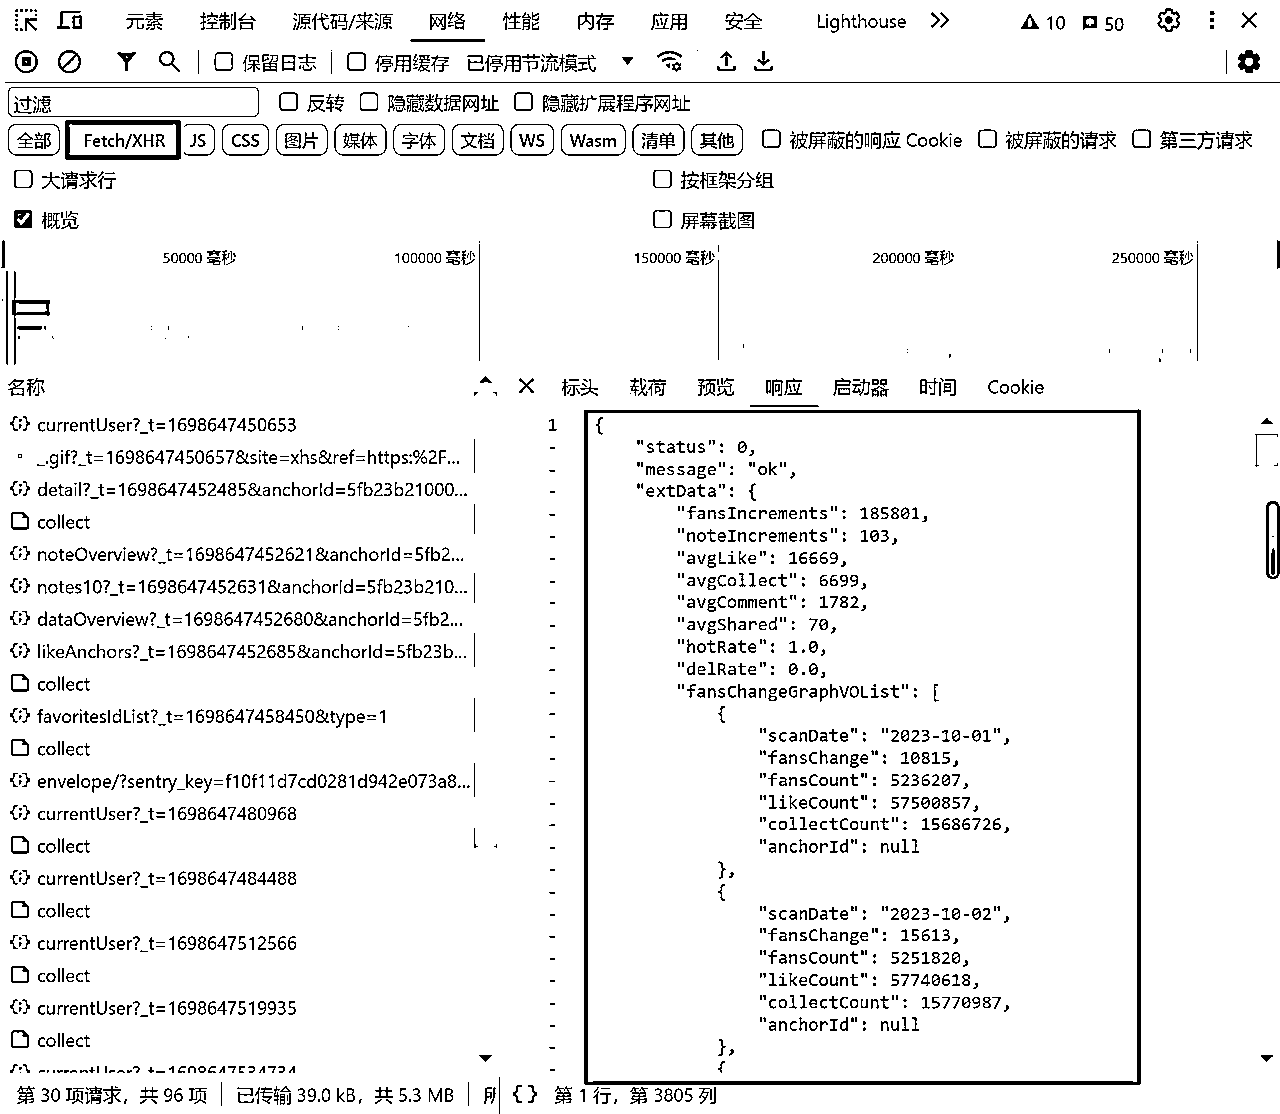 元素 控制台 源代码/来源 网络 性能 内存 应用 安全 Lighthouse 10 50
保留日志 停用缓存 已停用节流模式
过滤 反转 隐藏数据网址 隐藏扩展程序网址
全部 Fetch/XHR JS CSS 图片 媒体 字体 文档 WS Wasm 清单 其他 被屏蔽的响应 Cookie 被屏蔽的请求 第三方请求
大请求行 按框架分组
概览 屏幕截图
50000 毫秒 100000 毫秒 150000 毫秒 200000 毫秒 250000 毫秒
名称
currentUser?_t=1698647450653
_.gif?_t=1698647450657&site=xhs&ref=https:%2F...
detail?_t=1698647452485&anchorId=5fb23b21000...
collect
noteOverview?_t=1698647452621&anchorId=5fb2...
notes10?_t=1698647452631&anchorId=5fb23b210...
dataOverview?_t=1698647452680&anchorId=5fb2...
likeAnchors?_t=1698647452685&anchorId=5fb23b...
collect
favoritesIdList?_t=1698647458450&type=1
collect
envelope/?sentry_key=f10f11d7cd0281d942e073a8...
currentUser?_t=1698647480968
collect
currentUser?_t=1698647484488
collect
currentUser?_t=1698647512566
collect
currentUser?_t=1698647519935
collect
currentUser?_t=1698647534734
标头 载荷 预览 响应 启动器 时间 Cookie
1 {
"status": 0,
"message": "ok",
"extData": {
"fansIncrements": 185801,
"noteIncrements": 103,
"avgLike": 16669,
"avgCollect": 6699,
"avgComment": 1782,
"avgShared": 70,
"hotRate": 1.0,
"delRate": 0.0,
"fansChangeGraphVOList": [
{
"scanDate": "2023-10-01",
"fansChange": 10815,
"fansCount": 5236207,
"likeCount": 57500857,
"collectCount": 15686726,
"anchorId": null
},
{
"scanDate": "2023-10-02",
"fansChange": 15613,
"fansCount": 5251820,
"likeCount": 57740618,
"collectCount": 15770987,
"anchorId": null
},
{
第 30 项请求，共 96 项 已传输 39.0 kB，共 5.3 MB 所 {} 第 1 行，第 3805 列